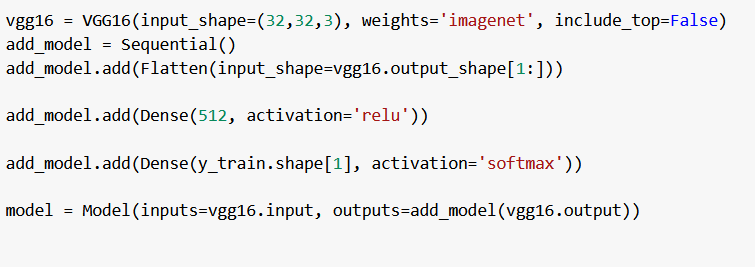 vgg16 = VGG16(input_shape=(32,32,3), weights='imagenet', include_top=False)
add_model = Sequential()
add_model.add(Flatten(input_shape=vgg16.output_shape[1:]))
add_model.add(Dense(512, activation='relu'))
add_model.add(Dense(y_train.shape[1], activation='softmax'))
model = Model(inputs=vgg16.input, outputs=add_model(vgg16.output))